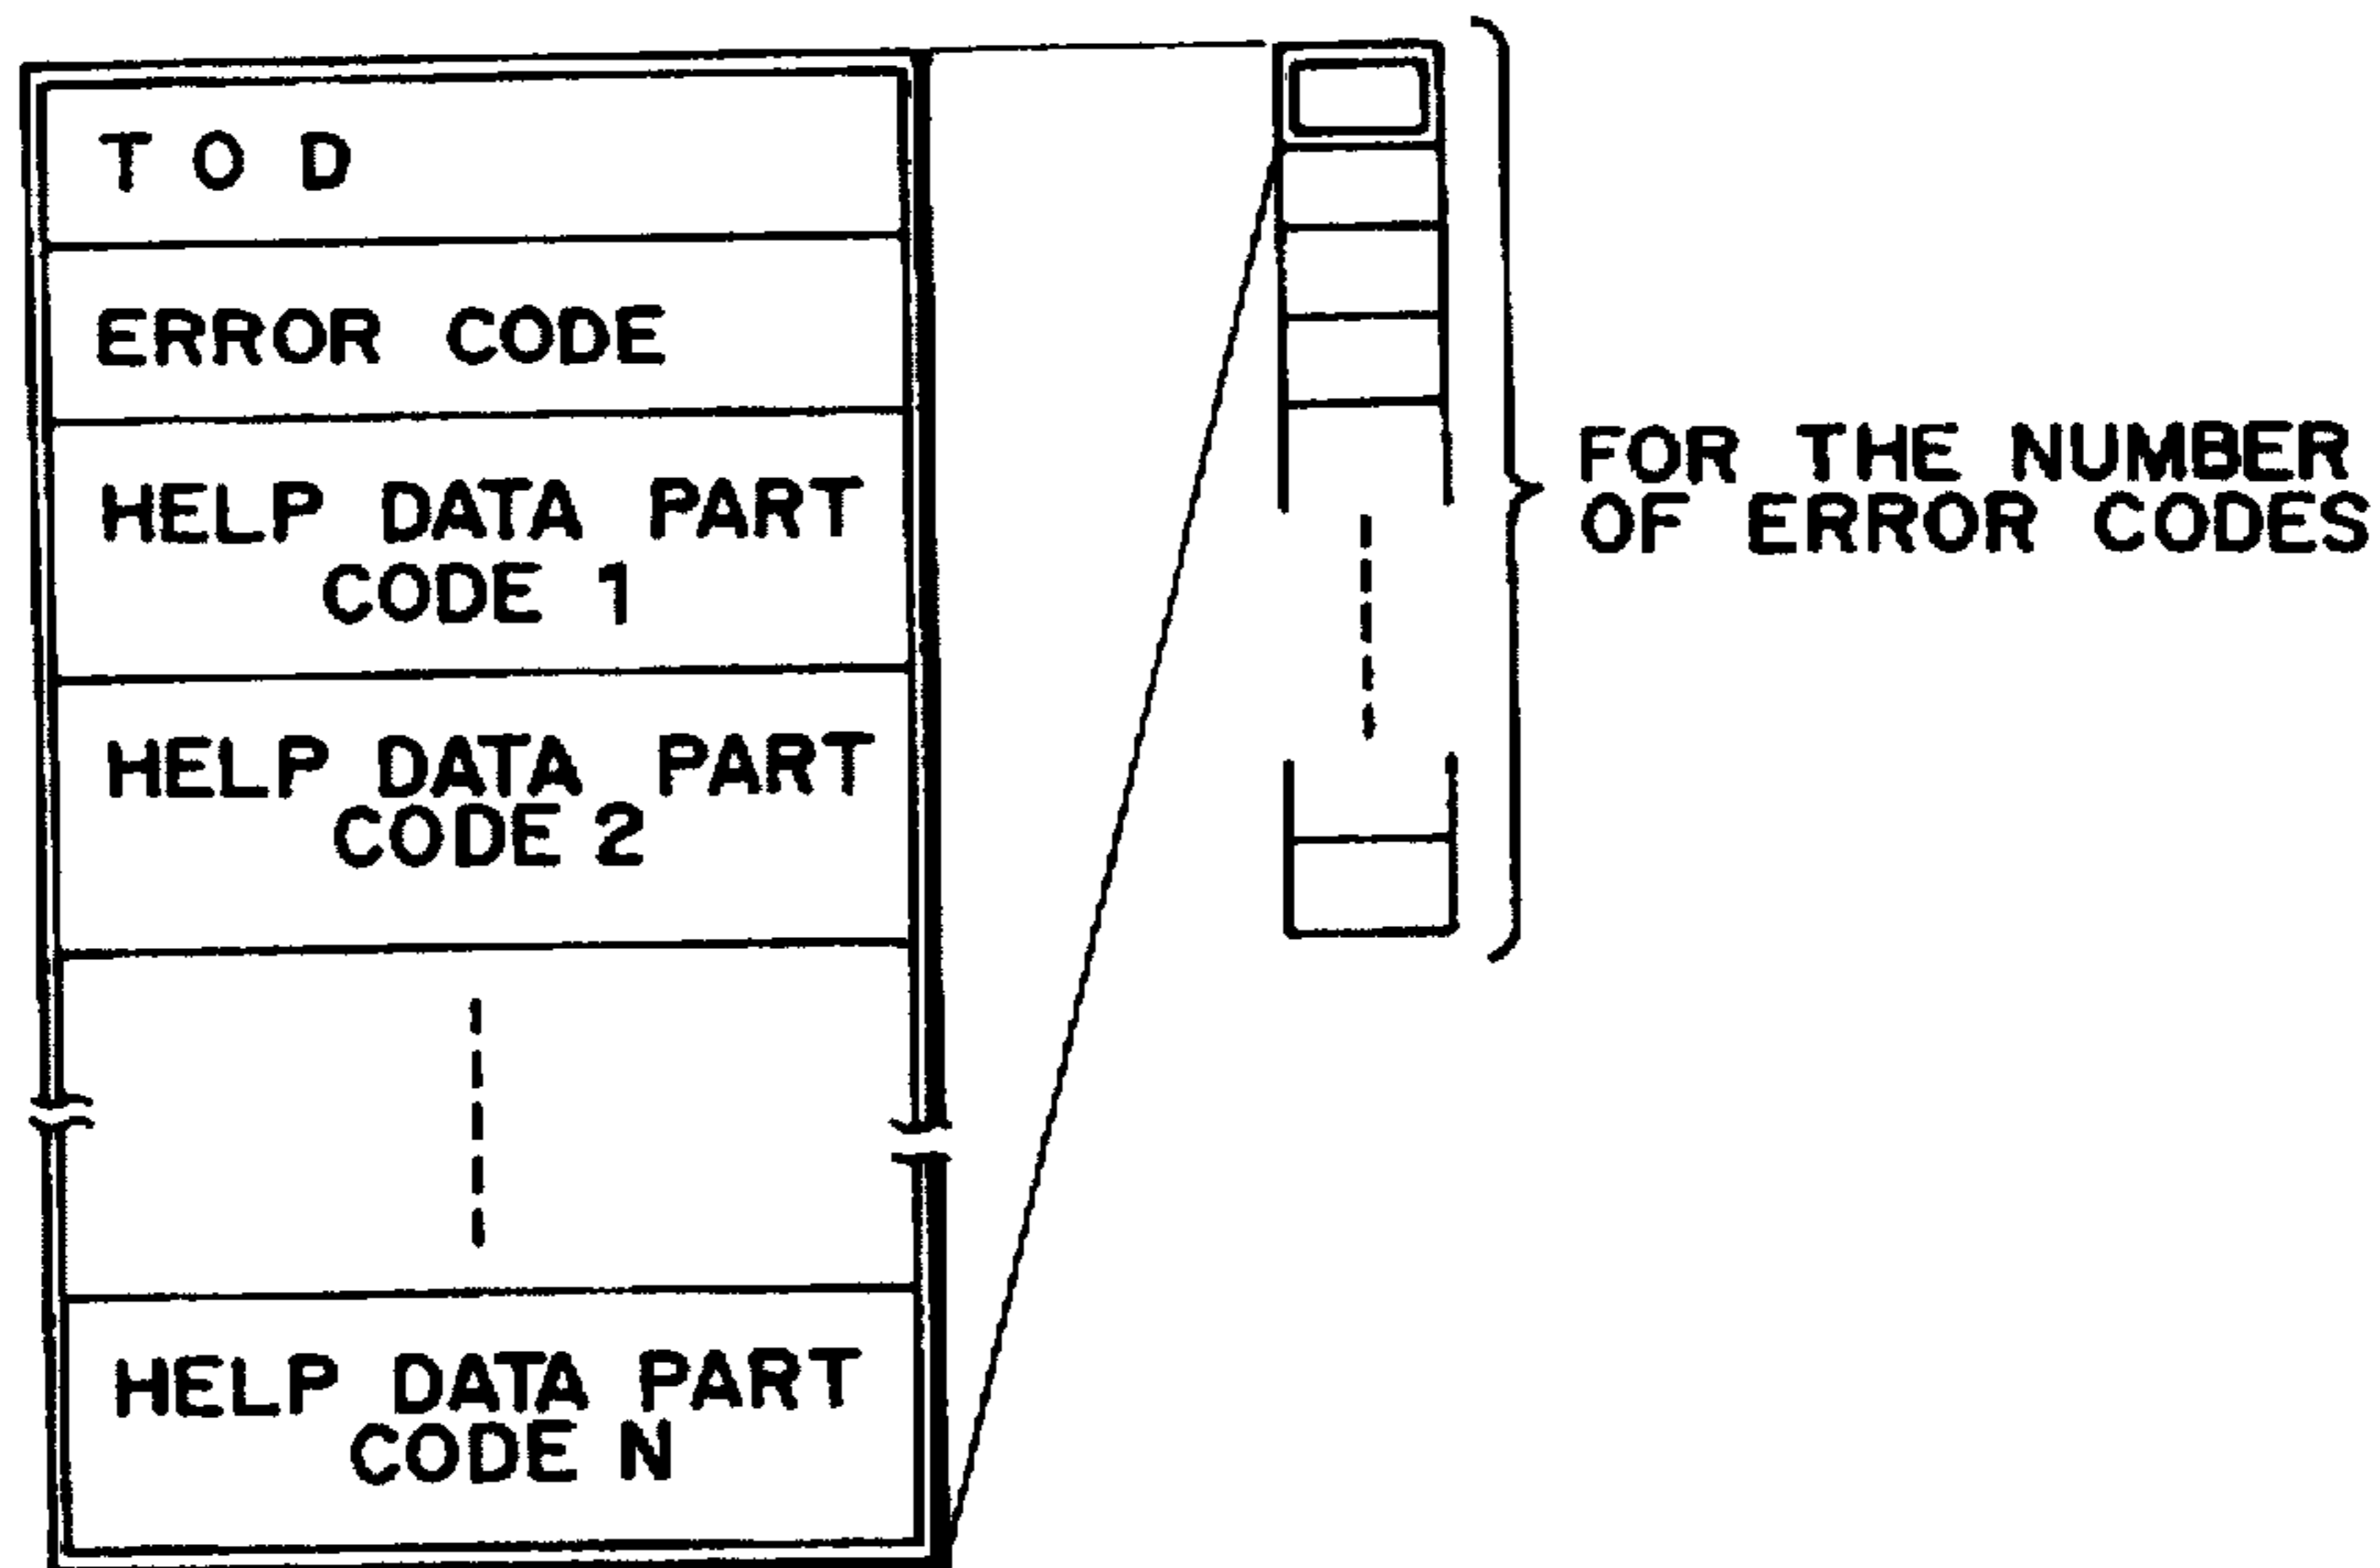 T O D
ERROR CODE
HELP DATA PART
CODE 1
HELP DATA PART
CODE 2
HELP DATA PART
CODE N
FOR THE NUMBER
OF ERROR CODES